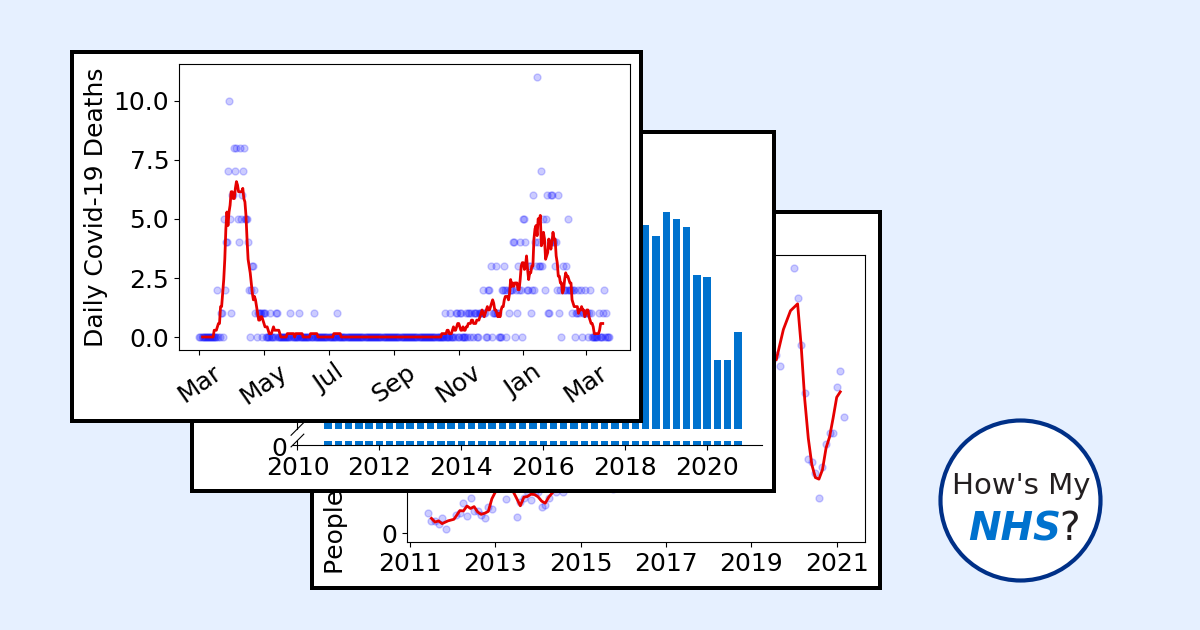 Daily Covid-19 Deaths
10.0
7.5
5.0
2.5
0.0
Mar May Jul Sep Nov Jan Mar
0
2010 2012 2014 2016 2018 2020
People
0
2011 2013 2015 2017 2019 2021
How's My
NHS?